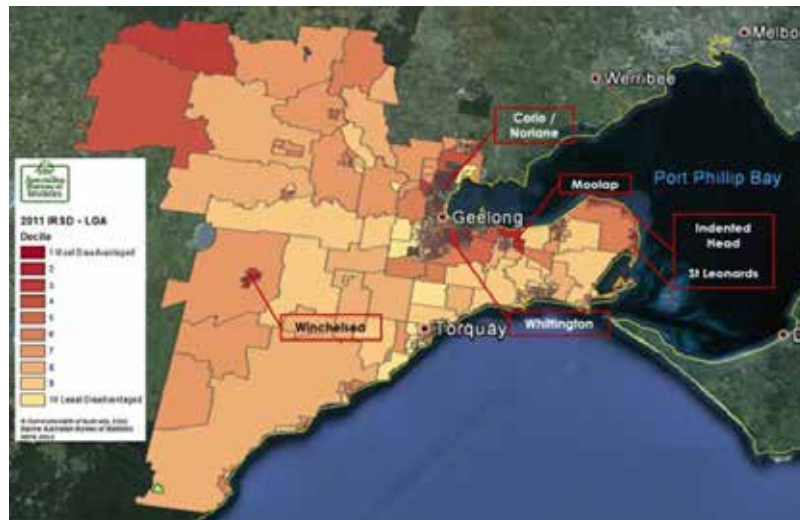 Melbo
Werribee
Corio /
Norlane
Moolap
Port Phillip Bay
Geelong
Indented
Head
St Leonards
2011 IRSD - LGA
Decile
1 Most Disadvantaged
2
3
4
5
6
7
8
9
10 Least Disadvantaged
Winchelsea
Torquay
Whittington